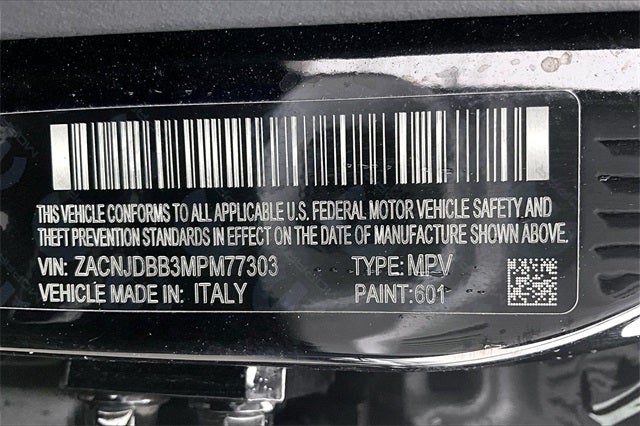 THIS VEHICLE CONFORMS TO ALL APPLICABLE U.S. FEDERAL MOTOR VEHICLE SAFETY AND
THEFT PREVENTION STANDARDS IN EFFECT ON THE DATE OF MANUFACTURE SHOWN ABOVE.
VIN: ZACNJDBB3MPM77303 TYPE: MPV
VEHICLE MADE IN: ITALY PAINT:601